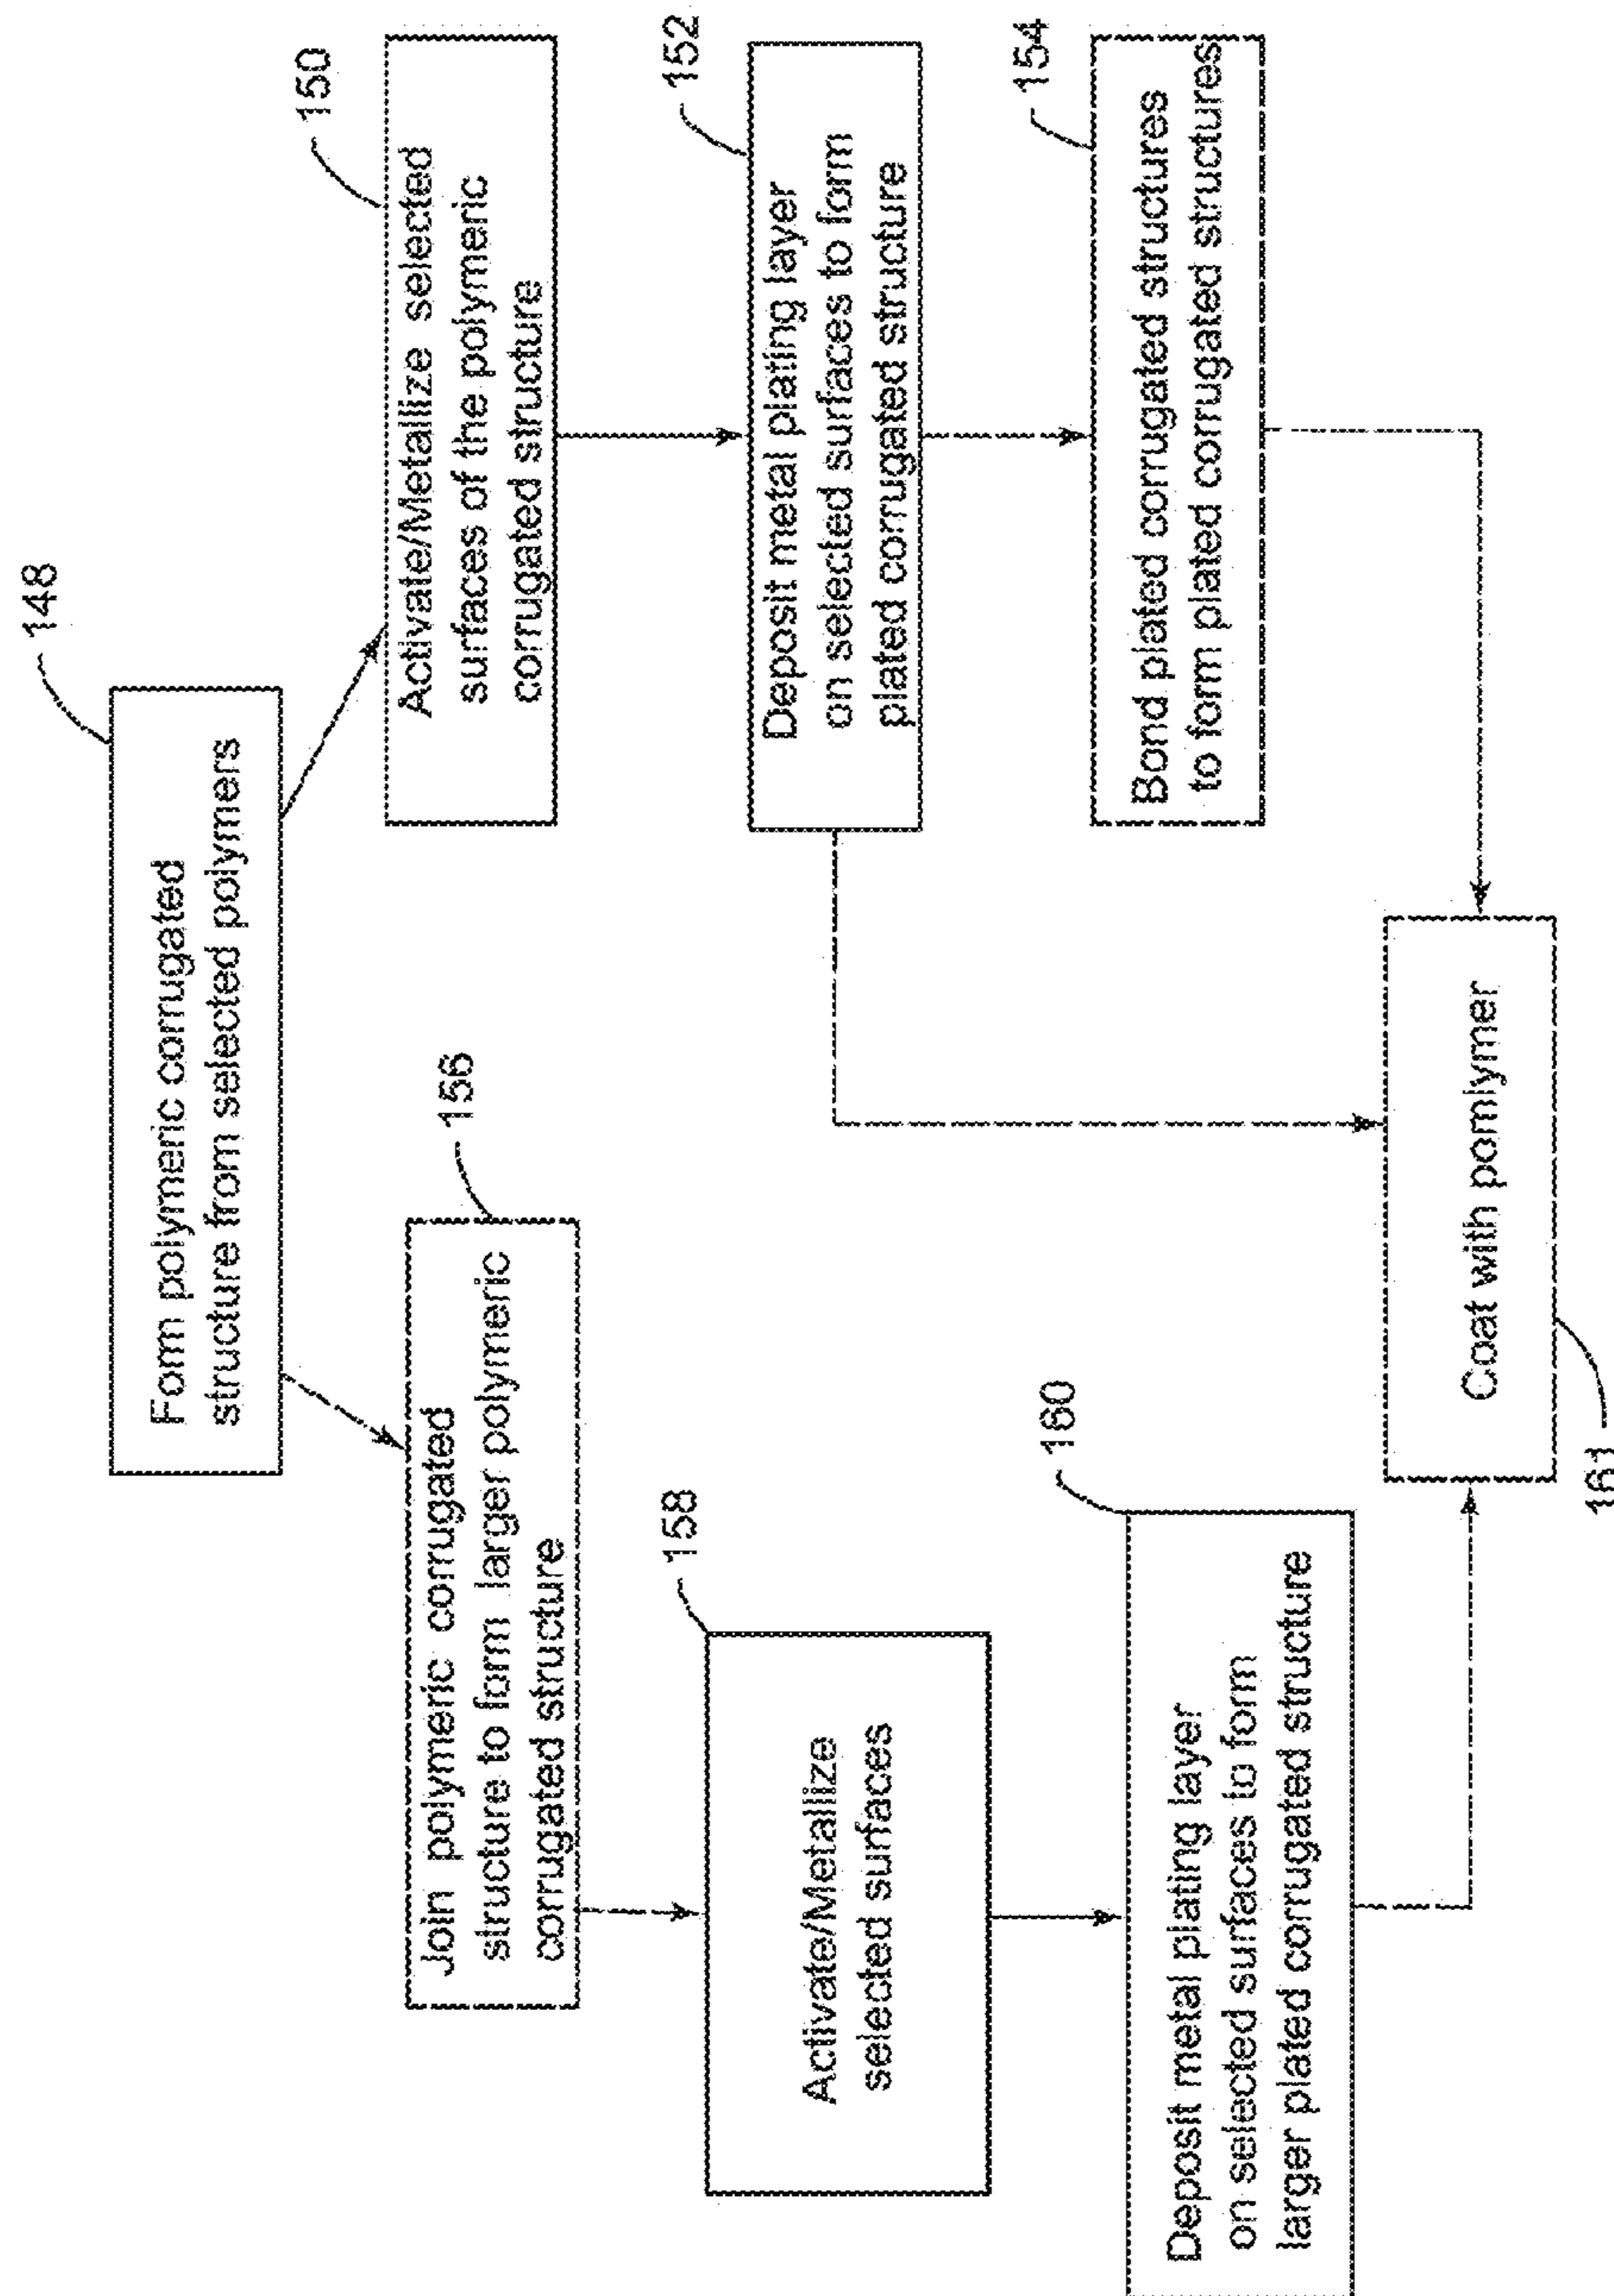 148
Form polymeric corrugated
structure from selected polymers
150
Activate/Metallize selected
surfaces of the polymeric
corrugated structure
152
Deposit metal plating layer
on selected surfaces to form
plated corrugated structure
154
Bond plated corrugated structures
to form plated corrugated structures
156
Join polymeric corrugated
structure to form larger polymeric
corrugated structure
158
Activate/Metallize
selected surfaces
160
Deposit metal plating layer
on selected surfaces to form
larger plated corrugated structure
Coat with pomlymer
161